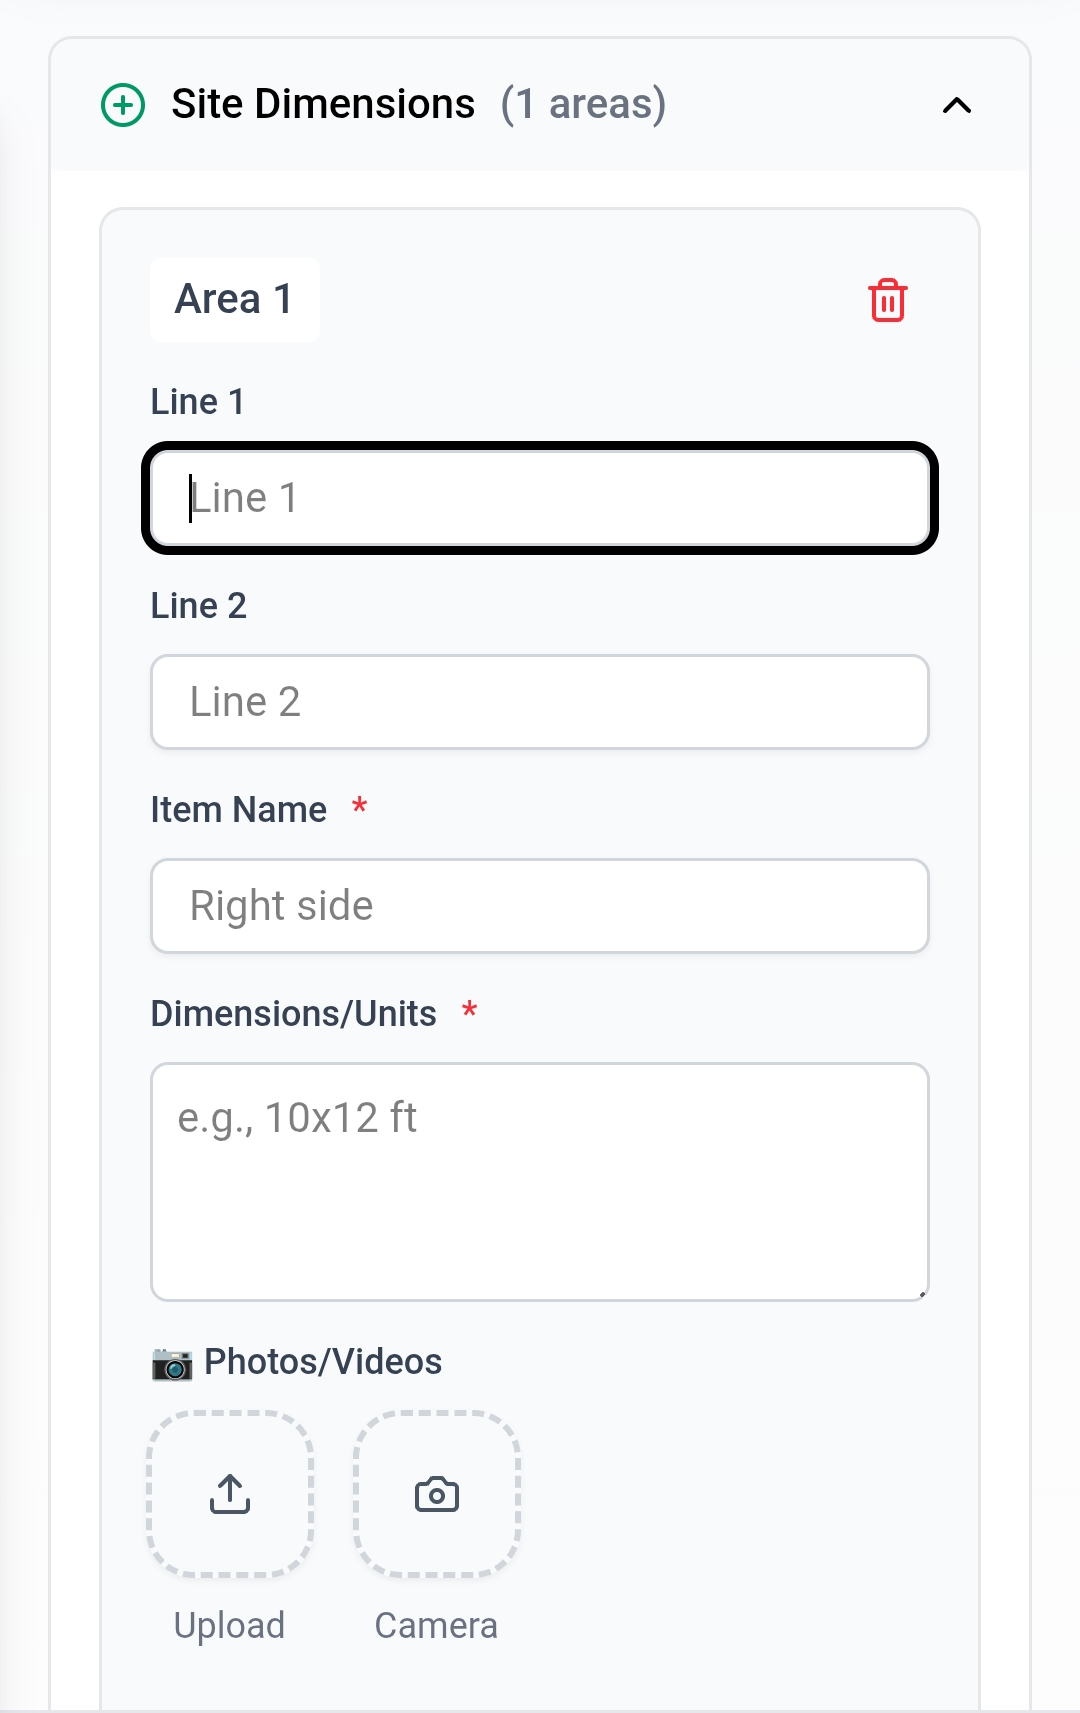 Site Dimensions (1 areas)
Area 1
Line 1
Line 1
Line 2
Line 2
Item Name *
Right side
Dimensions/Units *
e.g., 10x12 ft
Photos/Videos
Upload Camera